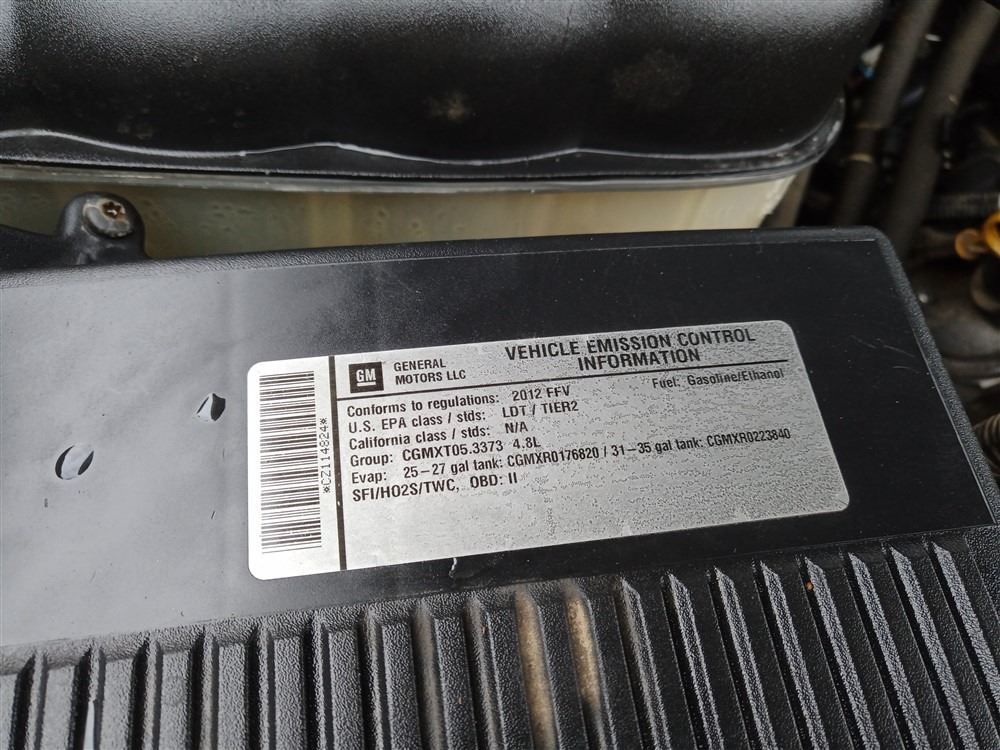 *CZ114824*
GM
GENERAL
MOTORS LLC
VEHICLE EMISSION CONTROL
INFORMATION
Conforms to regulations: 2012 FFV
Fuel: Gasoline/Ethanol
U.S. EPA class / stds: LDT / TIER2
California class / stds: N/A
Group: CGMXT05.3373 4.8L
Evap: 25-27 gal tank: CGMXR0176820 / 31-35 gal tank: CGMXR0223840
SFI/HO2S/TWC, OBD: II